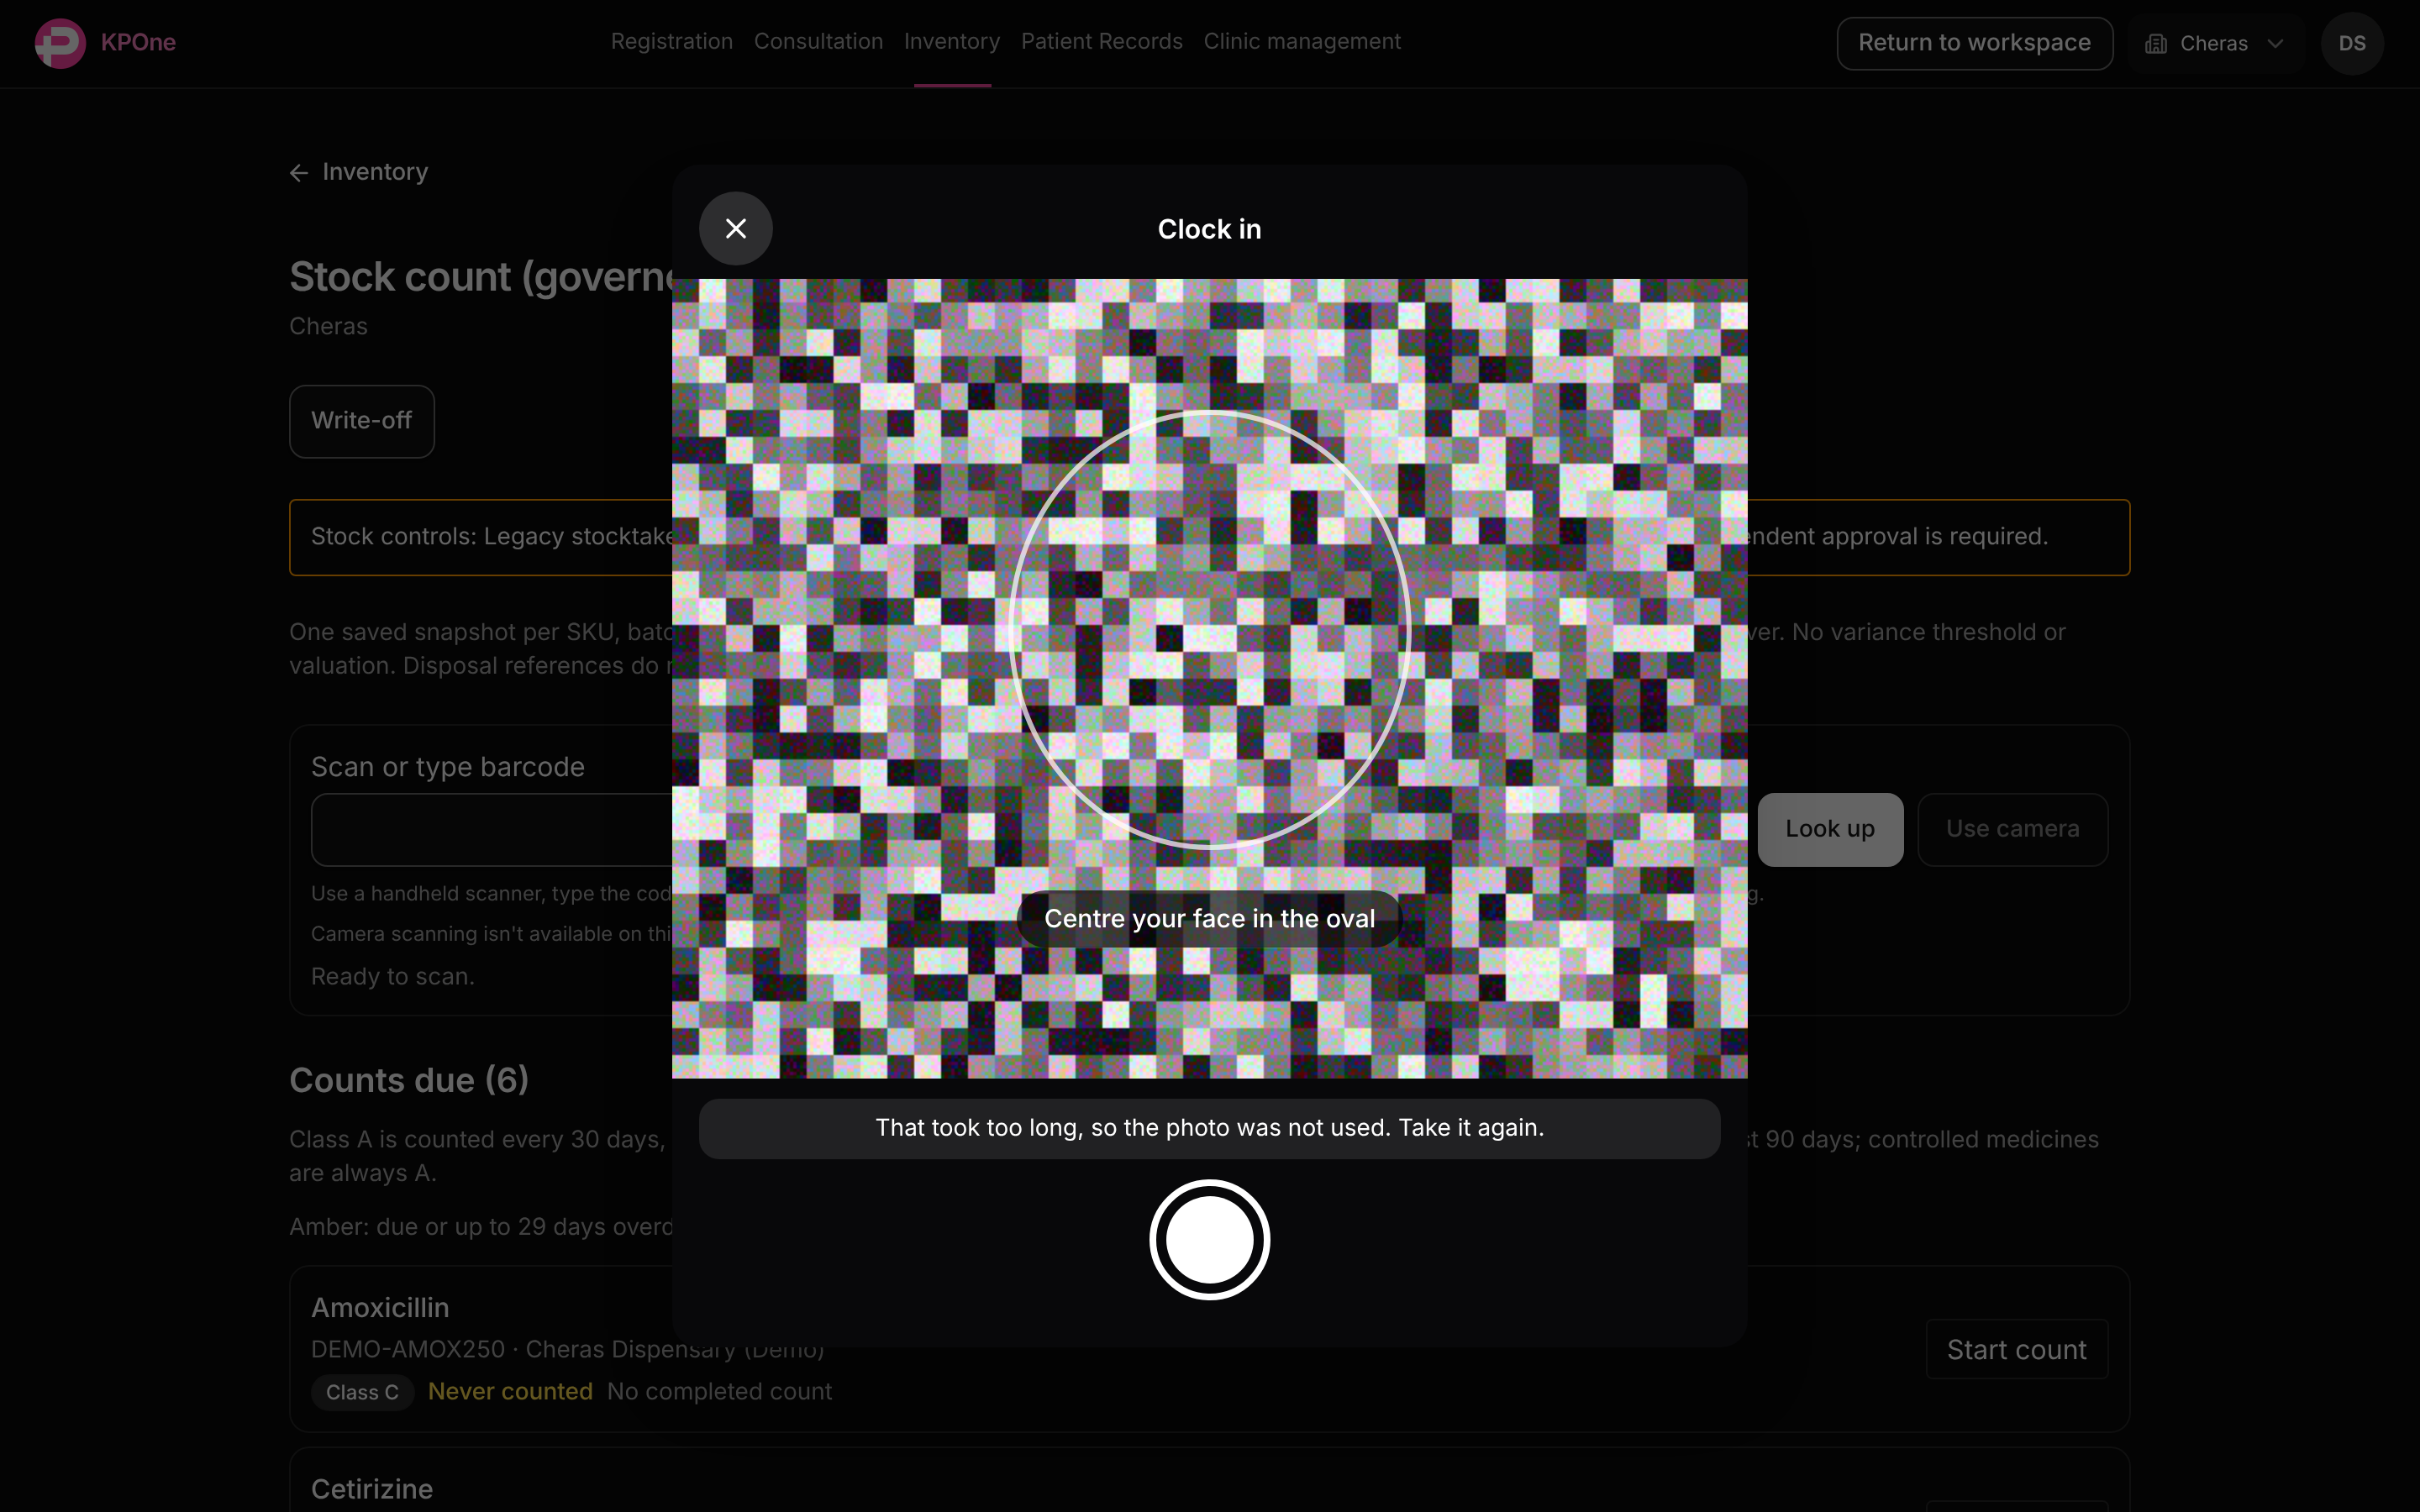 KPOne
Registration Consultation Inventory Patient Records Clinic management
Return to workspace
Cheras
DS
Inventory
Clock in
Stock count (governe
Cheras
Write-off
Stock controls: Legacy stocktake
endent approval is required.
One saved snapshot per SKU, batc
ver. No variance threshold or
valuation. Disposal references do
Scan or type barcode
Look up
Use camera
Use a handheld scanner, type the cod
g.
Camera scanning isn't available on thi
Ready to scan.
Centre your face in the oval
That took too long, so the photo was not used. Take it again.
Counts due (6)
Class A is counted every 30 days,
st 90 days; controlled medicines
are always A.
Amber: due or up to 29 days overd
Amoxicillin
DEMO-AMOX250 · Cheras Dispensary (Demo)
Class C Never counted No completed count
Start count
Cetirizine